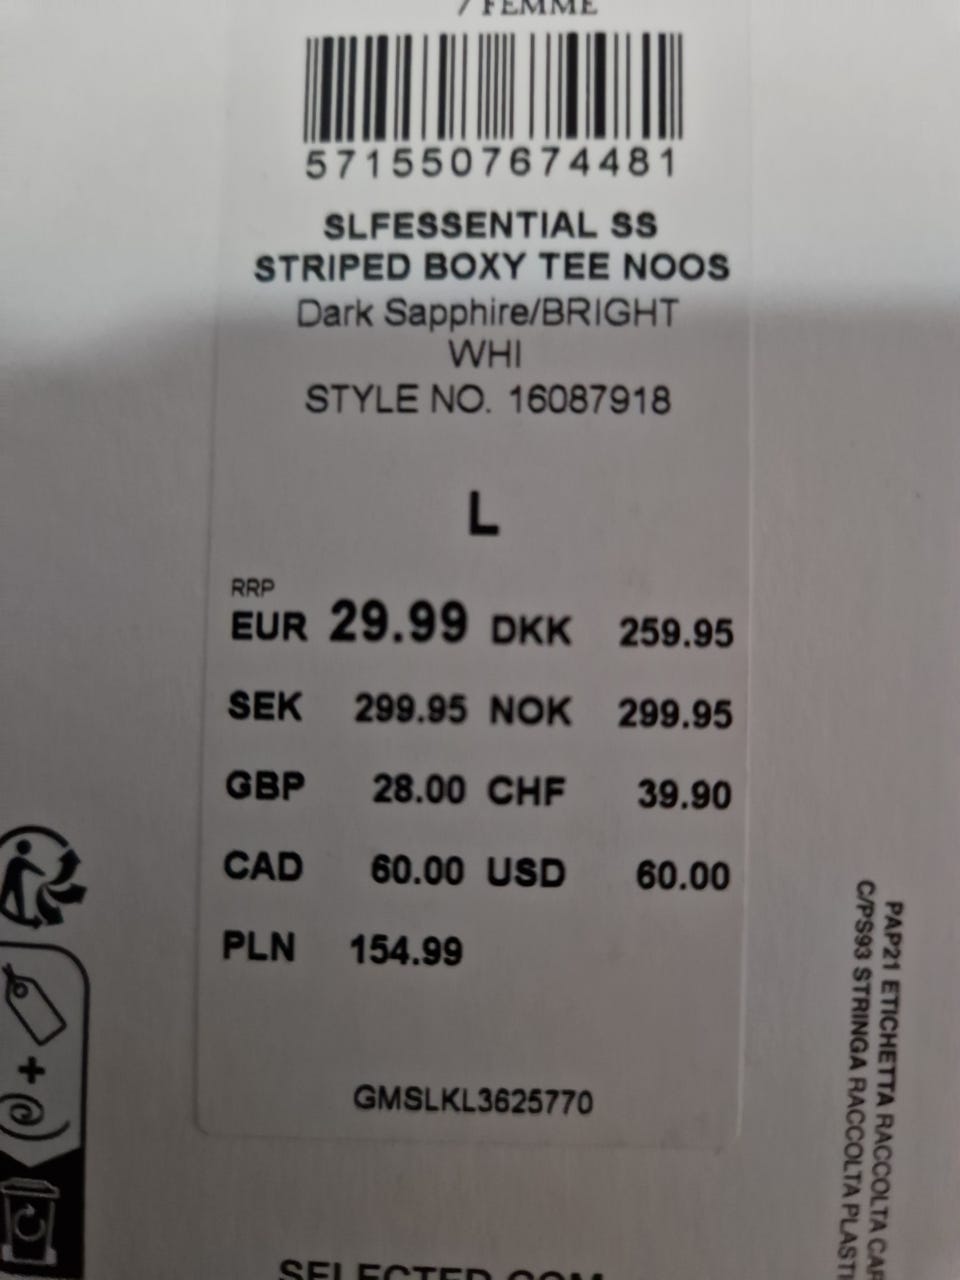 / FEMME
5715507674481
SLFESSENTIAL SS
STRIPED BOXY TEE NOOS
Dark Sapphire/BRIGHT
WHI
STYLE NO. 16087918
L
RRP
EUR 29.99 DKK 259.95
SEK 299.95 NOK 299.95
GBP 28.00 CHF 39.90
CAD 60.00 USD 60.00
PLN 154.99
GMSLKL3625770
SELECTED.COM
PAP21 ETICHETTA RACCOLTA
C/PS93 STRINGA RACCOLTA